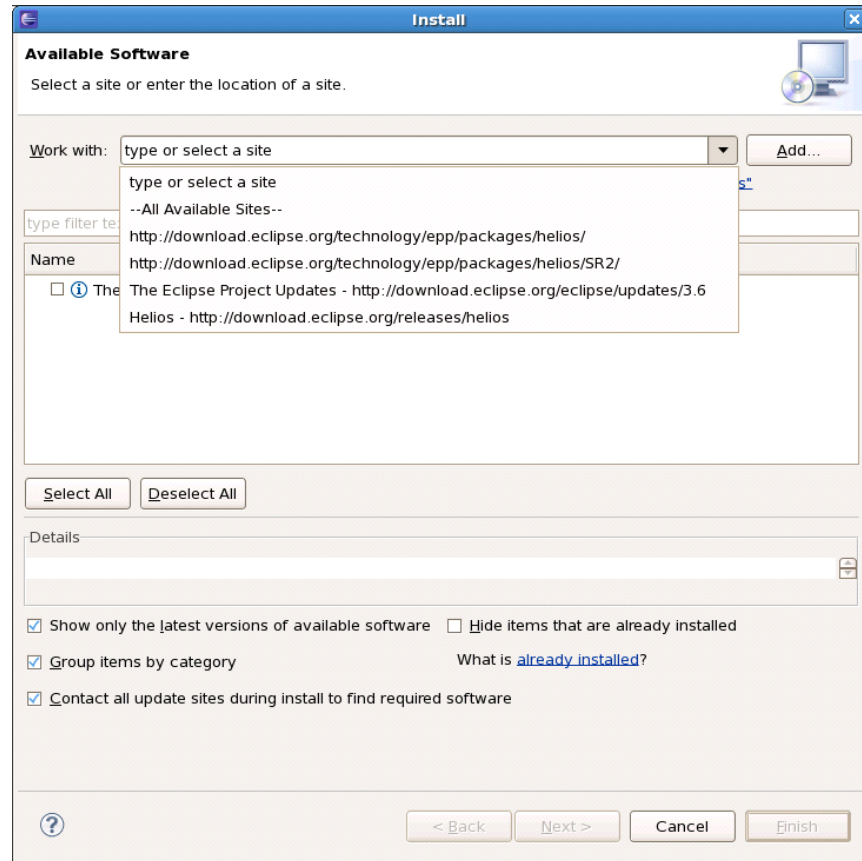 Install
Available Software
Select a site or enter the location of a site.
Work with: type or select a site Add...
type or select a site
--All Available Sites--
http://download.eclipse.org/technology/epp/packages/helios/
http://download.eclipse.org/technology/epp/packages/helios/SR2/
The Eclipse Project Updates - http://download.eclipse.org/eclipse/updates/3.6
Helios - http://download.eclipse.org/releases/helios
s"
type filter te
Name
The
Select All Deselect All
Details
Show only the latest versions of available software Hide items that are already installed
Group items by category What is already installed?
Contact all update sites during install to find required software
? < Back Next > Cancel Finish